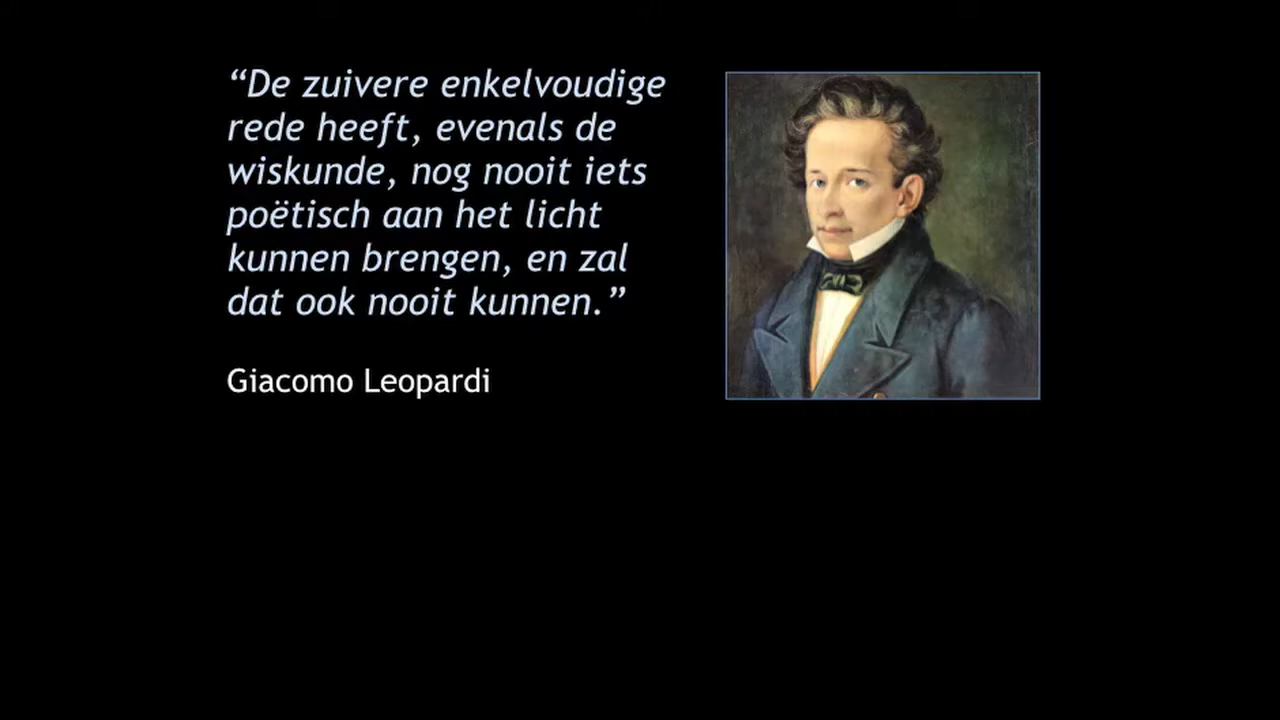 “De zuivere enkelvoudige
rede heeft, evenals de
wiskunde, nog nooit iets
poëtisch aan het licht
kunnen brengen, en zal
dat ook nooit kunnen.”
Giacomo Leopardi